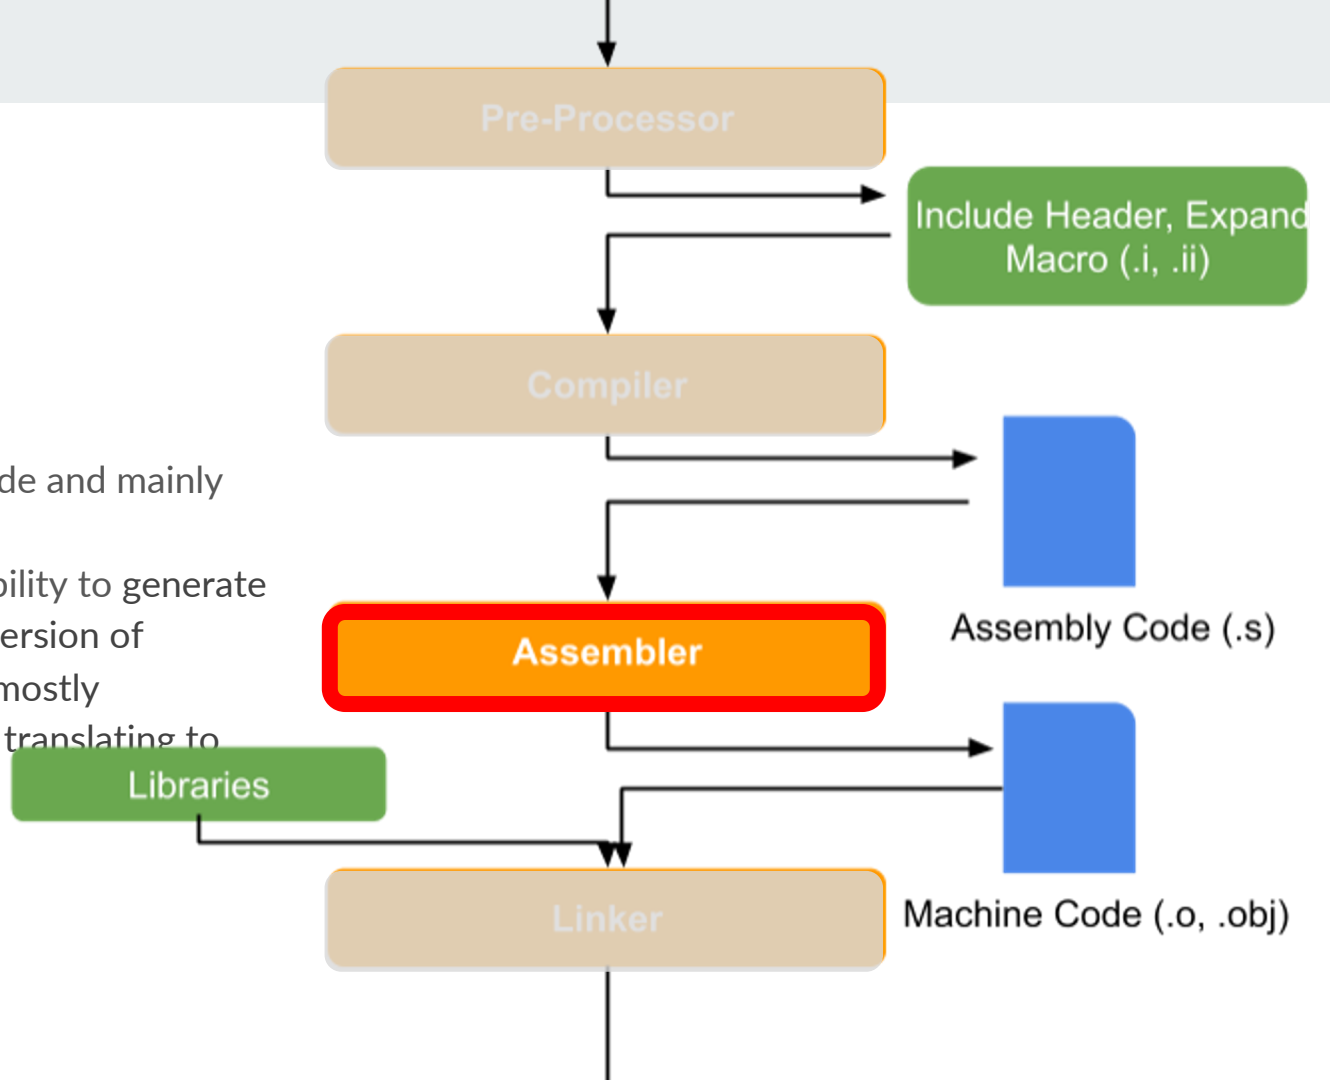 Pre-Processor
Include Header, Expand
Macro (.i, .ii)
Compiler
de and mainly
bility to generate
ersion of
mostly
translating to
Assembly Code (.s)
Assembler
Libraries
Linker
Machine Code (.o, .obj)